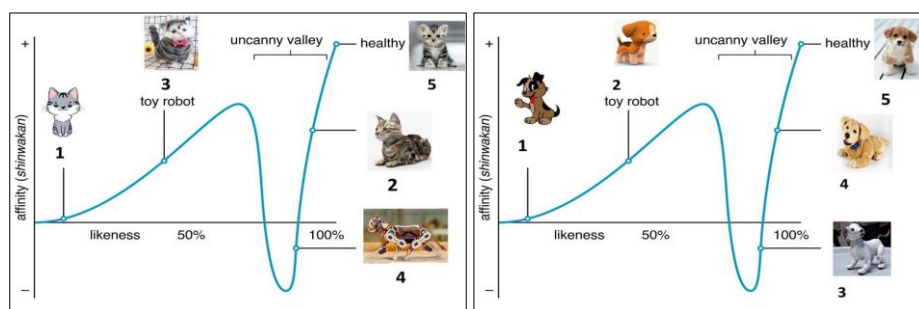 +
uncanny valley
healthy
5
3
toy robot
1
2
affinity (shinwakan)
likeness 50% 100%
4
–
+
uncanny valley
healthy
2
5
toy robot
1
4
affinity (shinwakan)
likeness 50% 100%
3
–